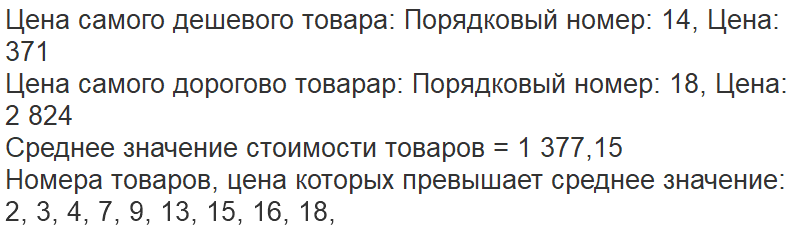 Цена самого дешевого товара: Порядковый номер: 14, Цена:
371
Цена самого дорогово товарар: Порядковый номер: 18, Цена:
2 824
Среднее значение стоимости товаров = 1 377,15
Номера товаров, цена которых превышает среднее значение:
2, 3, 4, 7, 9, 13, 15, 16, 18,